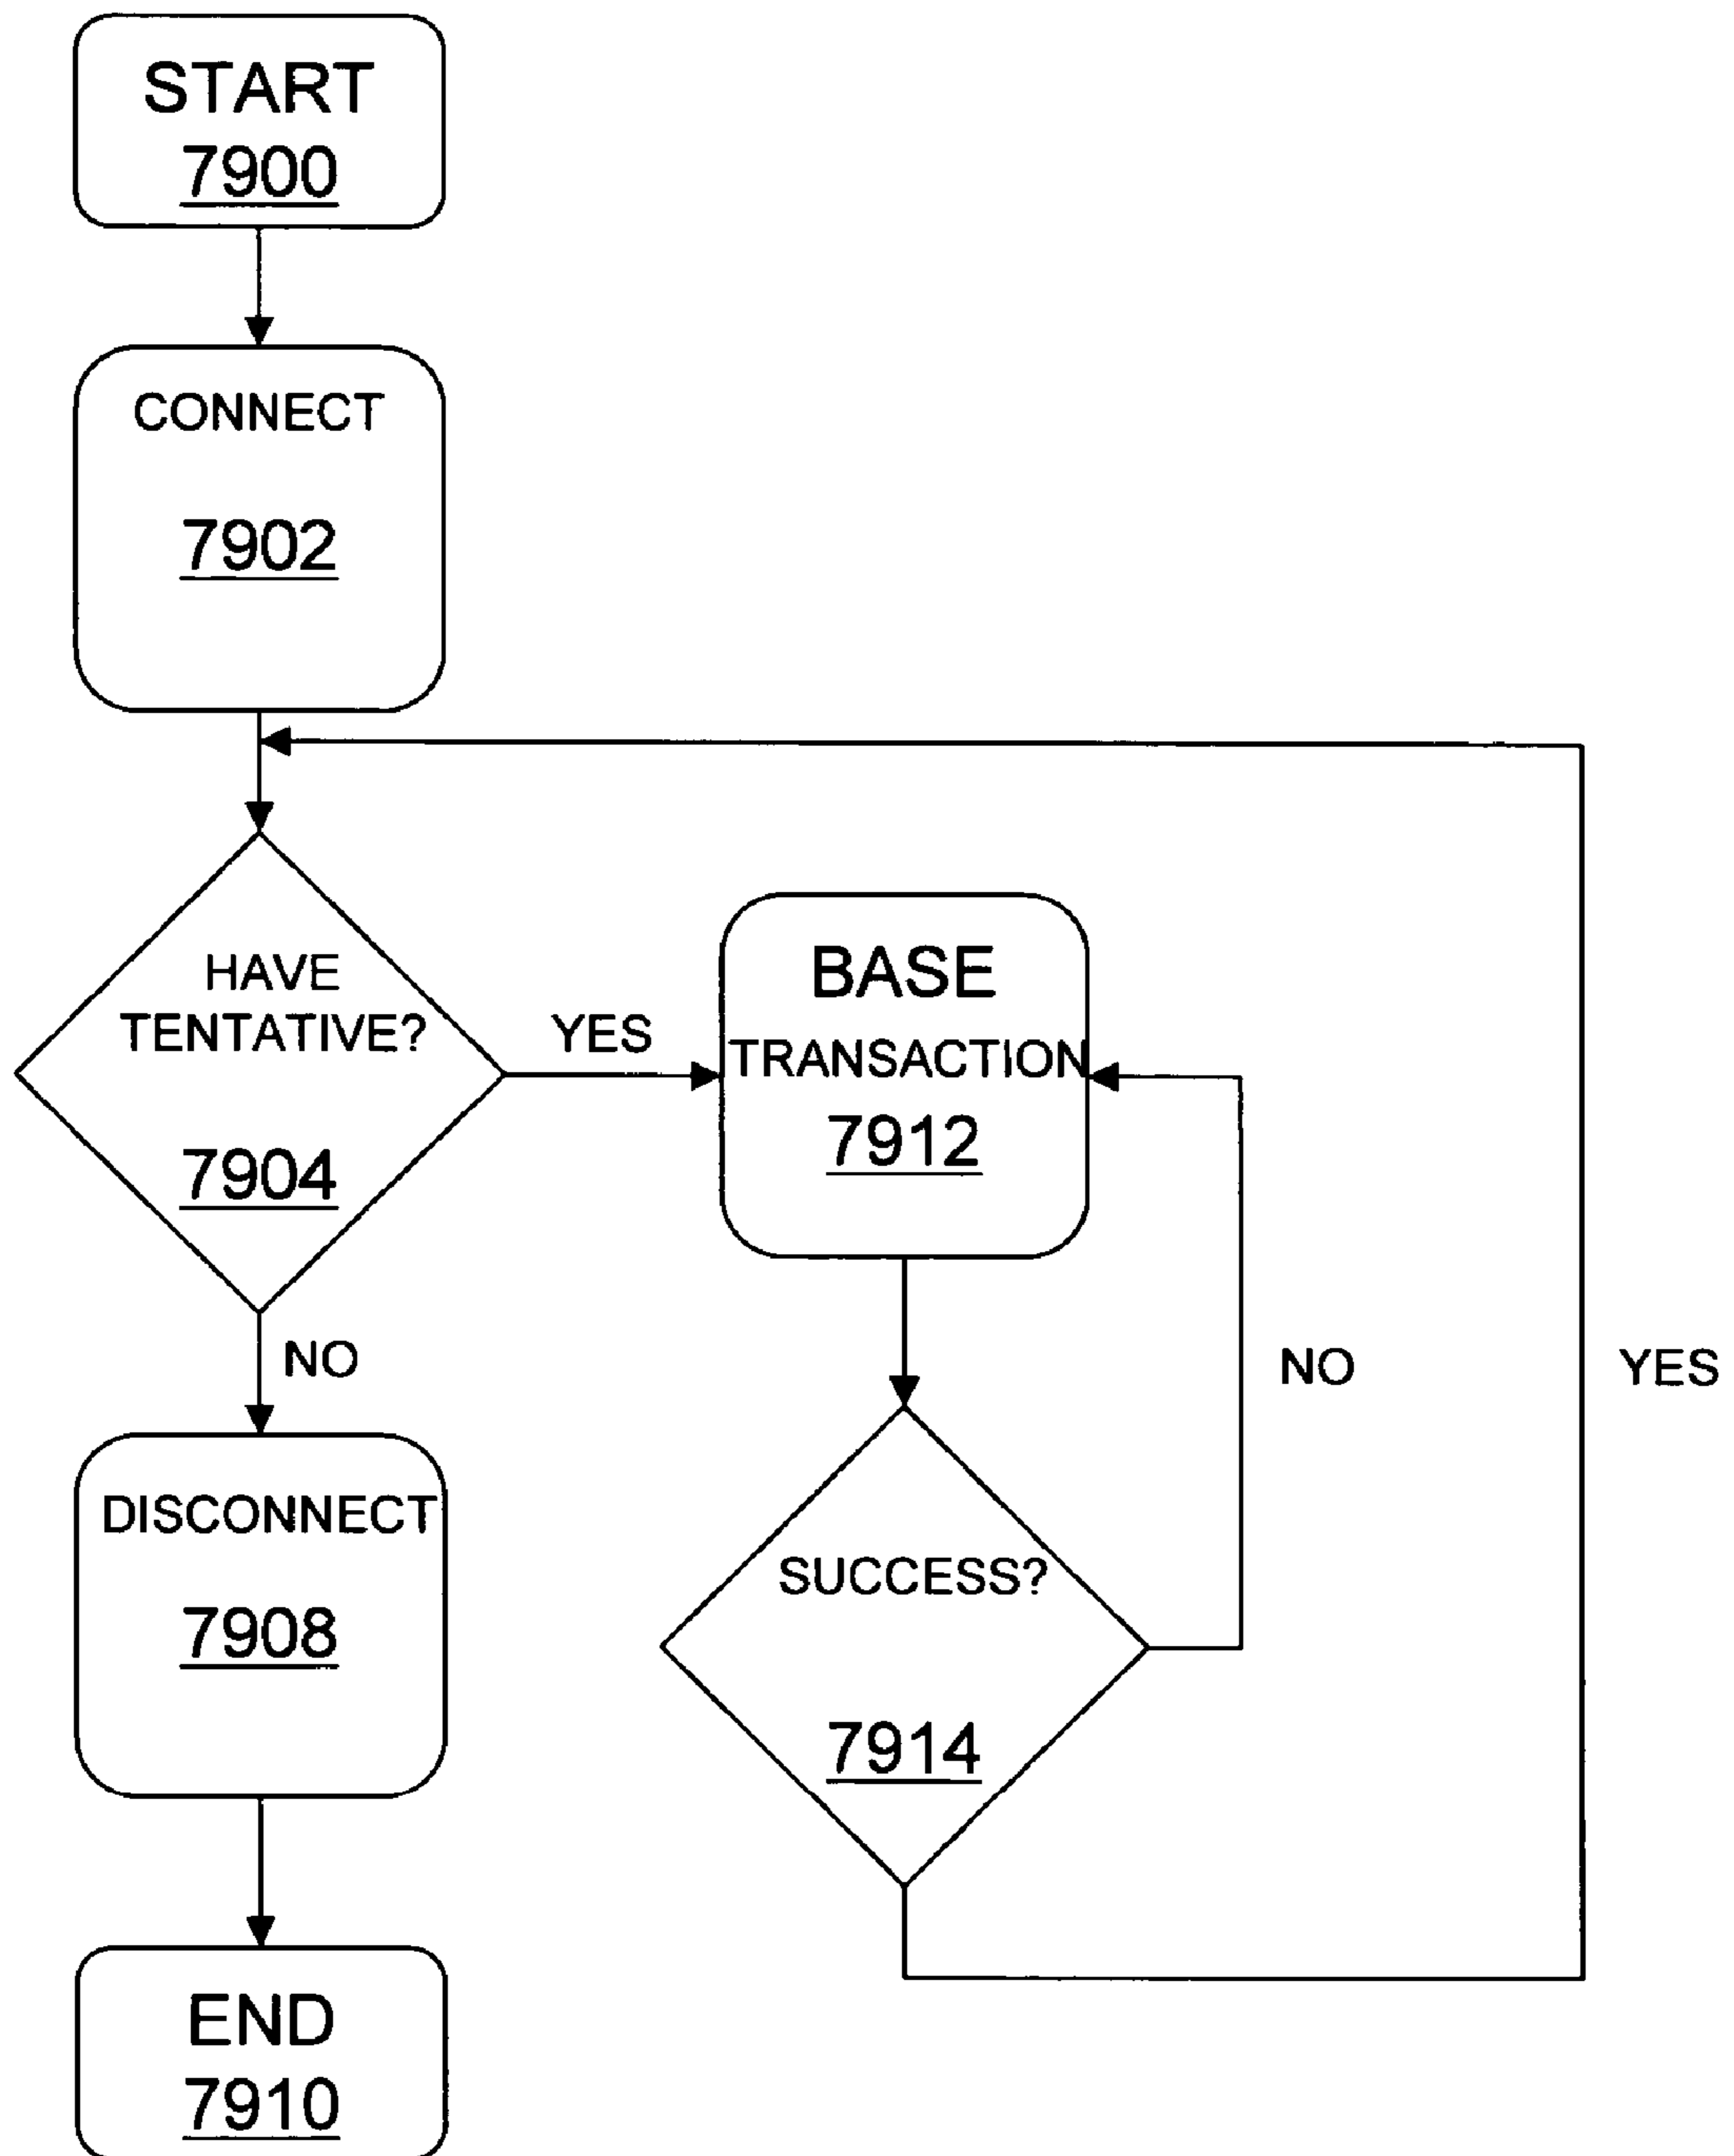 START
7900
CONNECT
7902
HAVE
TENTATIVE?
7904
YES
BASE
TRANSACTION
7912
NO
DISCONNECT
7908
SUCCESS?
7914
NO
YES
END
7910